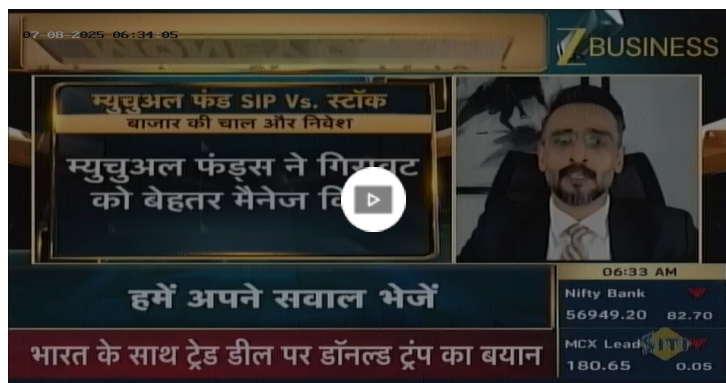 07-08-2025 06:34:05
Z BUSINESS
म्युचुअल फंड SIP Vs. स्टॉक
बाजार की चाल और निवेश
म्युचुअल फंड्स ने गिरावट
को बेहतर मैनेज
06:33 AM
हमें अपने सवाल भेजें
Nifty Bank
56949.20 82.70
भारत के साथ ट्रेड डील पर डॉनल्ड ट्रंप का बयान
MCX Lead
180.65 0.05